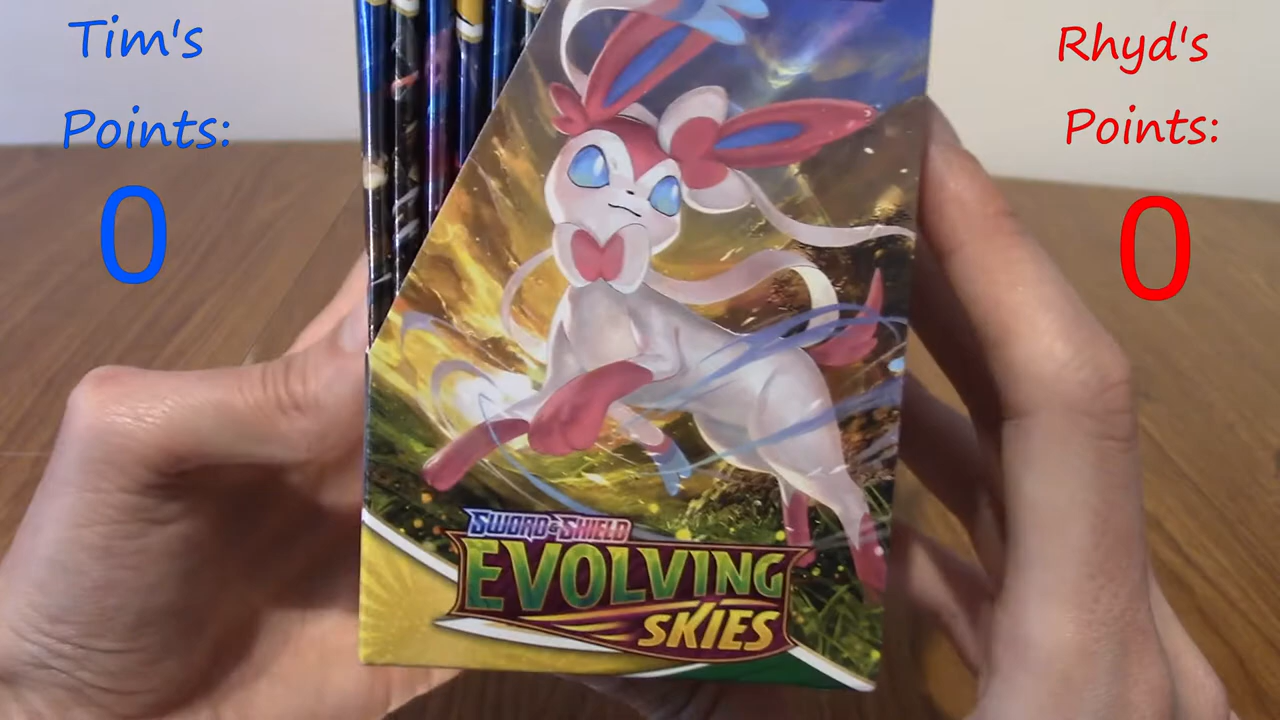 Tim's
Points:
0
Rhyd's
Points:
0
SWORD & SHIELD
EVOLVING
SKIES